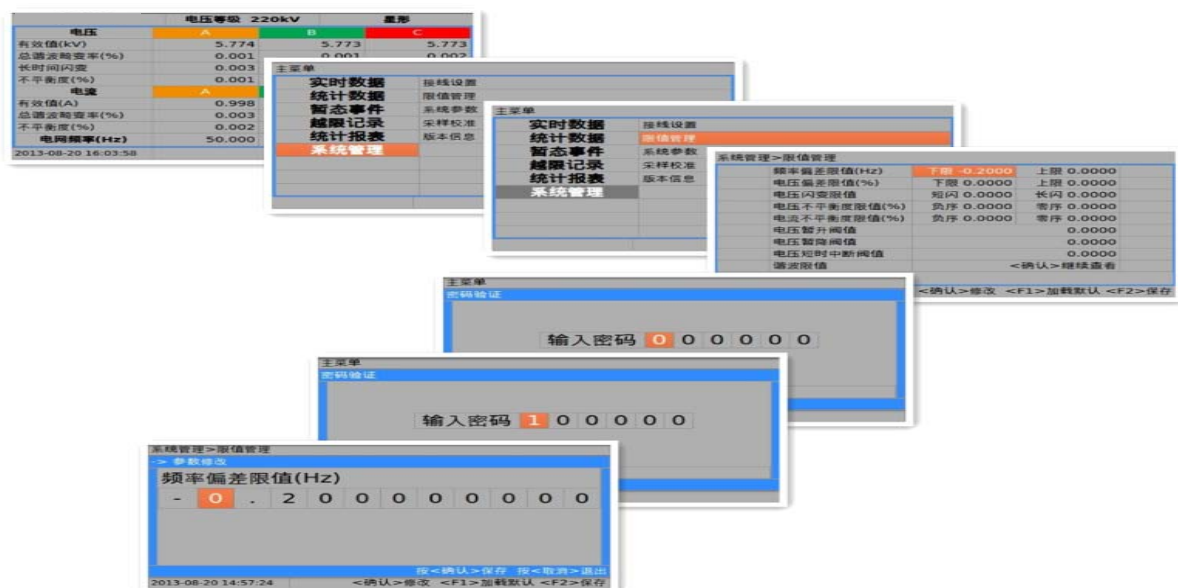 电压等级 220kV 星形
电压 A B C
有效值(kV) 5.774 5.773 5.773
总谐波畸变率(%) 0.001 0.001 0.002
长时间闪变 0.003
不平衡度(%) 0.001
电流 A
有效值(A) 0.998
总谐波畸变率(%) 0.003
不平衡度(%) 0.002
电网频率(Hz) 50.000
2013-08-20 16:03:58
主菜单
实时数据 接线设置
统计数据 限值管理
暂态事件 系统参数
越限记录 采样校准
统计报表 版本信息
系统管理
主菜单
实时数据 接线设置
统计数据 限值管理
暂态事件 系统参数
越限记录 采样校准
统计报表 版本信息
系统管理
系统管理>限值管理
频率偏差限值(Hz) 下限 -0.2000 上限 0.0000
电压偏差限值(%) 下限 0.0000 上限 0.0000
电压闪变限值 短闪 0.0000 长闪 0.0000
电压不平衡度限值(%) 负序 0.0000 零序 0.0000
电流不平衡度限值(%) 负序 0.0000 零序 0.0000
电压暂升阀值 0.0000
电压暂降阀值 0.0000
电压短时中断阀值 0.0000
谐波限值 <确认>继续查看
<确认>修改 <F1>加载默认 <F2>保存
主菜单
密码验证
输入密码 0 0 0 0 0 0
主菜单
密码验证
输入密码 1 0 0 0 0 0
系统管理>限值管理
-> 参数修改
频率偏差限值(Hz)
- 0 . 2 0 0 0 0 0 0 0 0
按<确认>保存 按<取消>退出
2013-08-20 14:57:24 <确认>修改 <F1>加载默认 <F2>保存